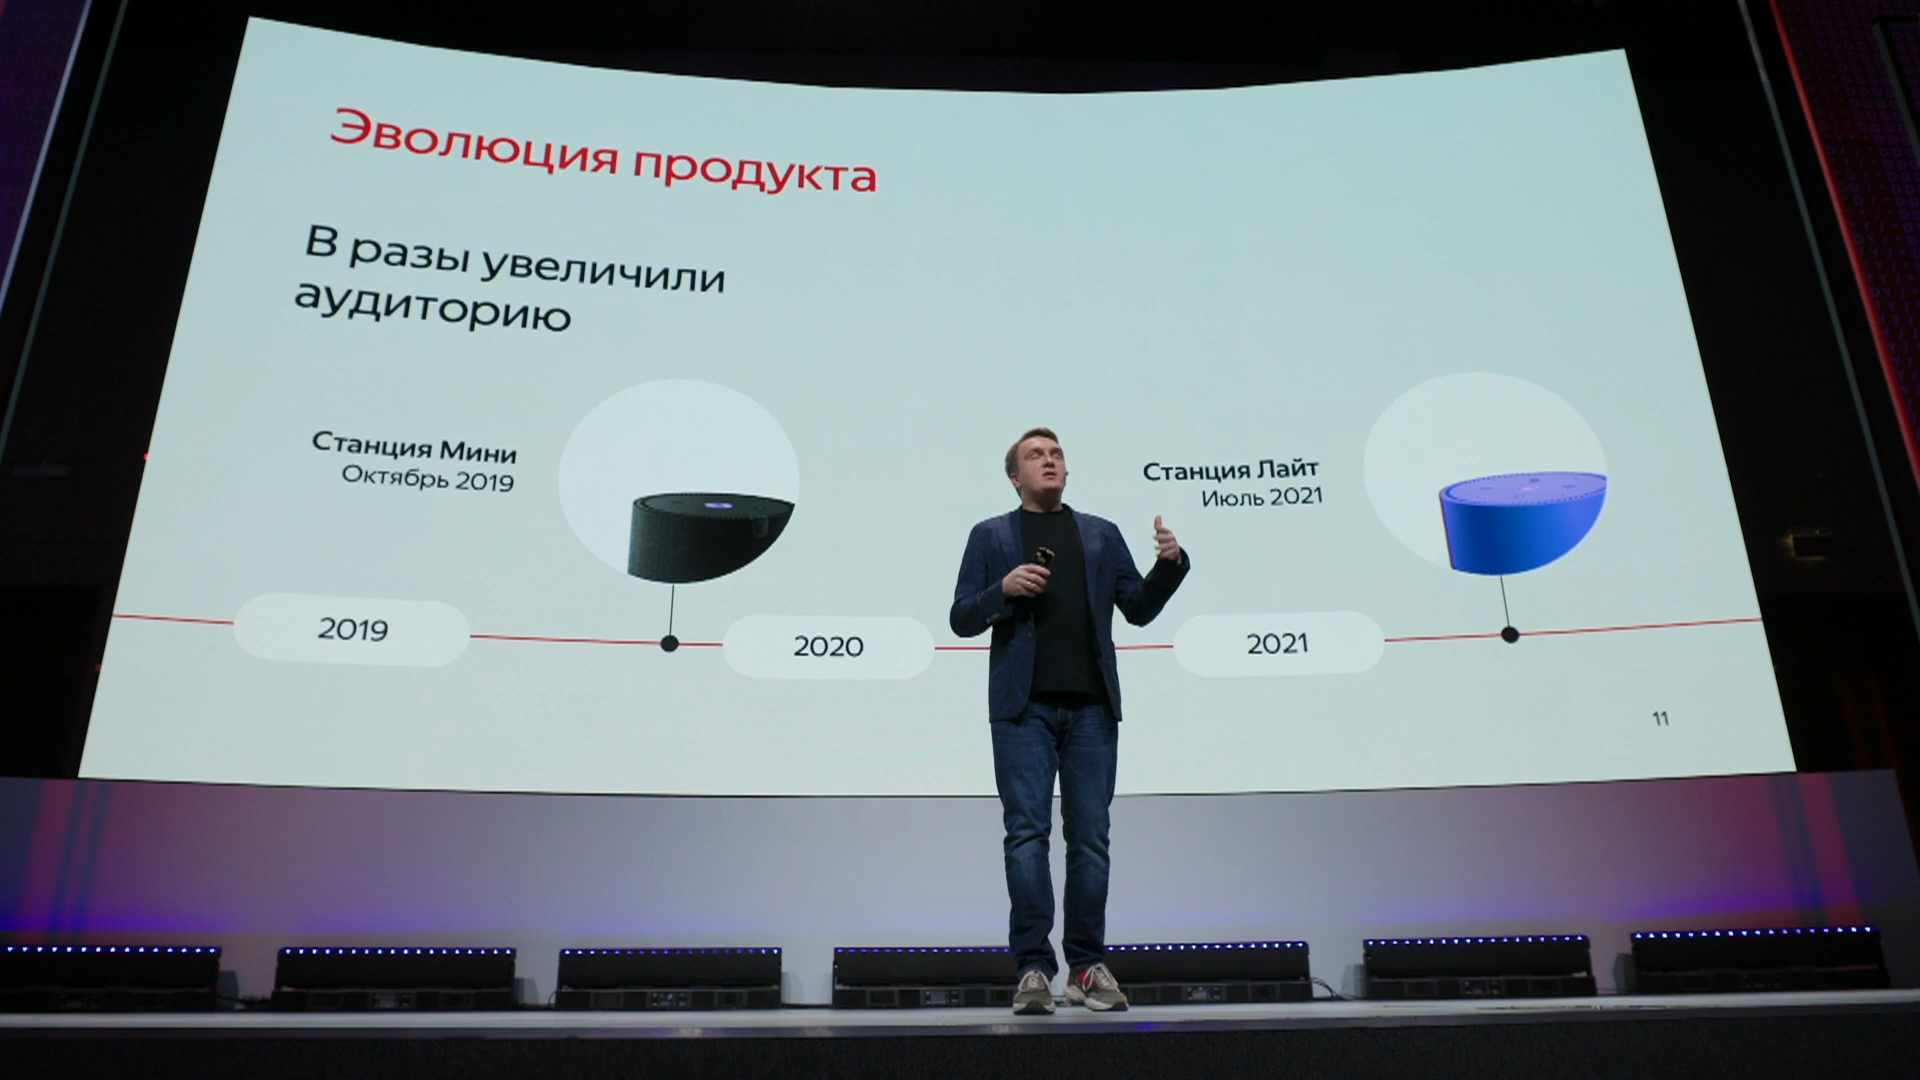 Эволюция продукта
В разы увеличили
аудиторию
Станция Мини
Октябрь 2019
Станция Лайт
Июль 2021
2019
2020
2021
11